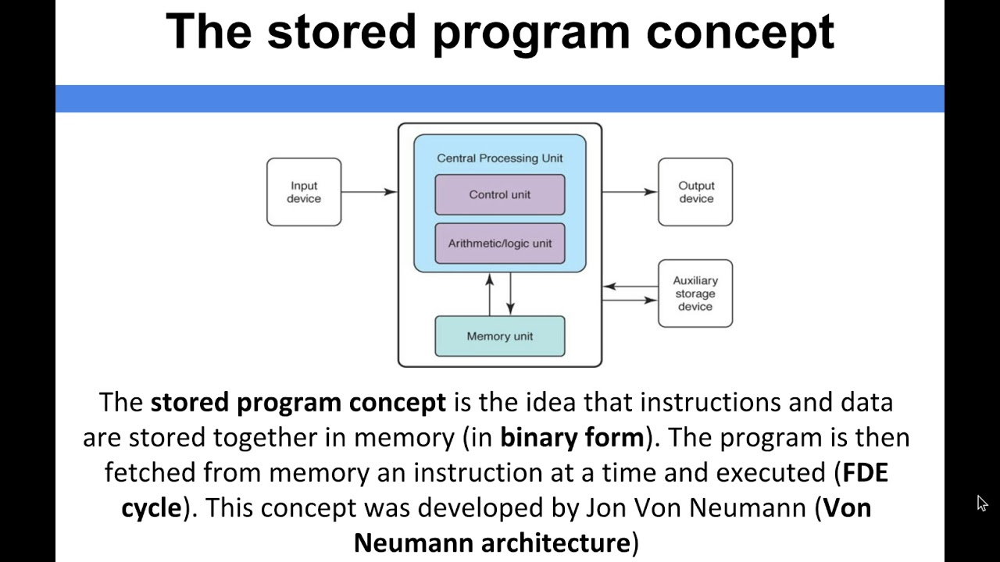 The stored program concept
Central Processing Unit
Control unit
Arithmetic/logic unit
Memory unit
Input
device
Output
device
Auxiliary
storage
device
The stored program concept is the idea that instructions and data
are stored together in memory (in binary form). The program is then
fetched from memory an instruction at a time and executed (FDE
cycle). This concept was developed by Jon Von Neumann (Von
Neumann architecture)